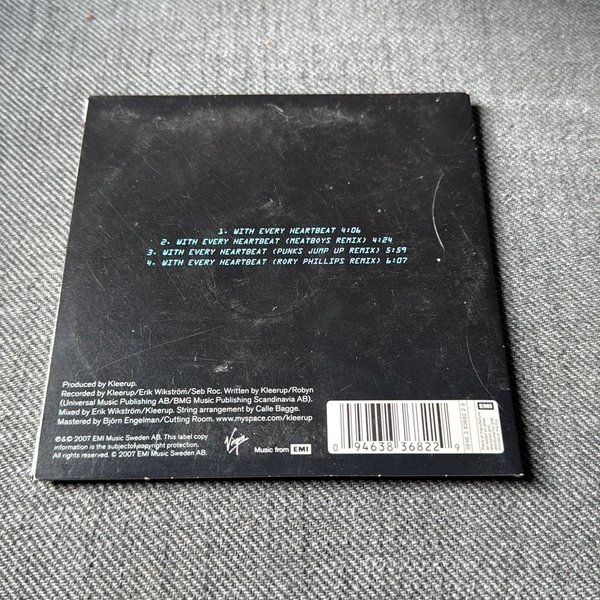 1. WITH EVERY HEARTBEAT 4:06
2. WITH EVERY HEARTBEAT (MEATBOYS REMIX) 4:24
3. WITH EVERY HEARTBEAT (PUNKS JUMP UP REMIX) 5:59
4. WITH EVERY HEARTBEAT (RORY PHILLIPS REMIX) 6:07
Produced by Kleerup.
Recorded by Kleerup/Erik Wikström/Seb Roc. Written by Kleerup/Robyn
(Universal Music Publishing AB/BMG Music Publishing Scandinavia AB).
Mixed by Erik Wikström/Kleerup. String arrangement by Calle Bagge.
Mastered by Björn Engelman/Cutting Room. www.myspace.com/kleerup
℗&© 2007 EMI Music Sweden AB. This label copy
information is the subject of copyright protection.
All rights reserved. © 2007 EMI Music Sweden AB.
Virgin
Music from EMI
0 94638 36822 9
EMI